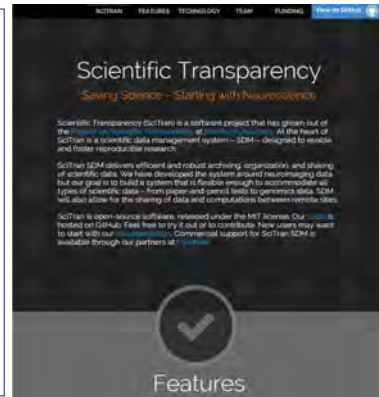 SCITRAN FEATURES TECHNOLOGY TEAM FUNDING View on GitHub
Scientific Transparency
Saving Science – Starting with Neuroscience
Scientific Transparency (SciTran) is a software project that has grown out of
the Project on Scientific Transparency at Stanford University. At the heart of
SciTran is a scientific data management system – SDM – designed to enable
and foster reproducible research.
SciTran SDM delivers efficient and robust archiving, organization, and sharing
of scientific data. We have developed the system around neuroimaging data,
but our goal is to build a system that is flexible enough to accommodate all
types of scientific data – from paper-and-pencil tests to genomics data. SDM
will also allow for the sharing of data and computations between remote sites.
SciTran is open-source software, released under the MIT license. Our code is
hosted on GitHub. Feel free to try it out or to contribute. New users may want
to start with our documentation. Commercial support for SciTran SDM is
available through our partners at
Features